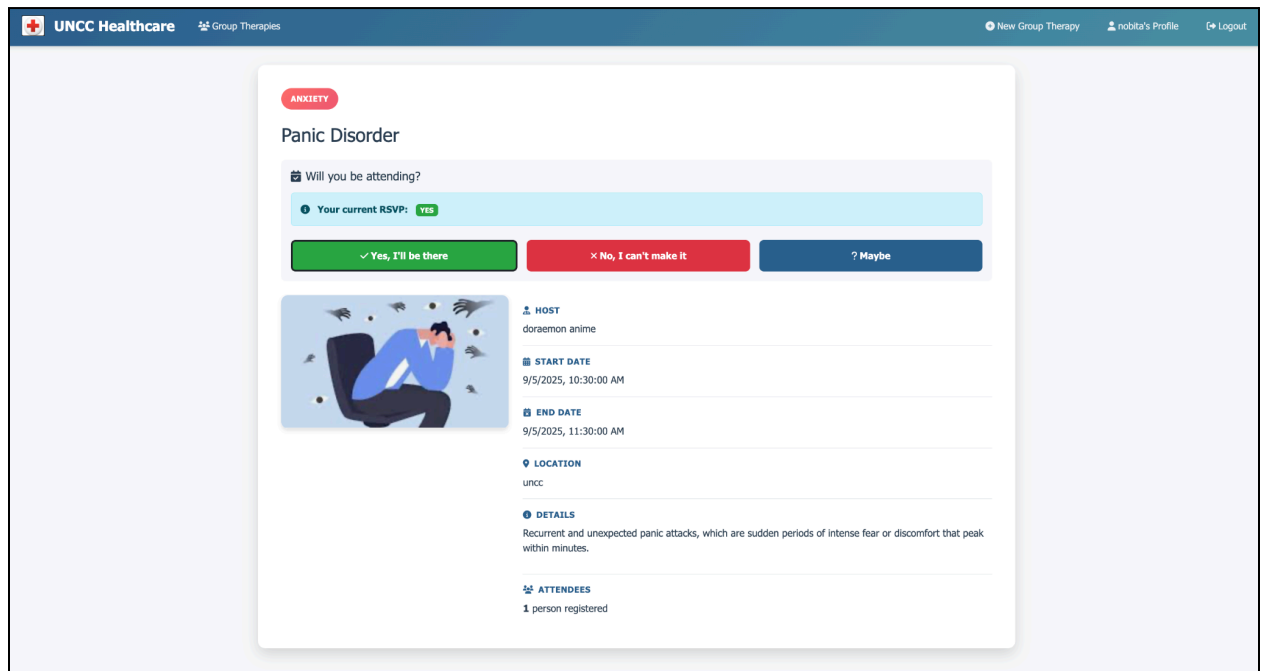 UNCC Healthcare Group Therapies New Group Therapy nobita's Profile Logout
ANXIETY
Panic Disorder
Will you be attending?
Your current RSVP: YES
✓ Yes, I'll be there
× No, I can't make it
? Maybe
HOST
doraemon anime
START DATE
9/5/2025, 10:30:00 AM
END DATE
9/5/2025, 11:30:00 AM
LOCATION
uncc
DETAILS
Recurrent and unexpected panic attacks, which are sudden periods of intense fear or discomfort that peak
within minutes.
ATTENDEES
1 person registered